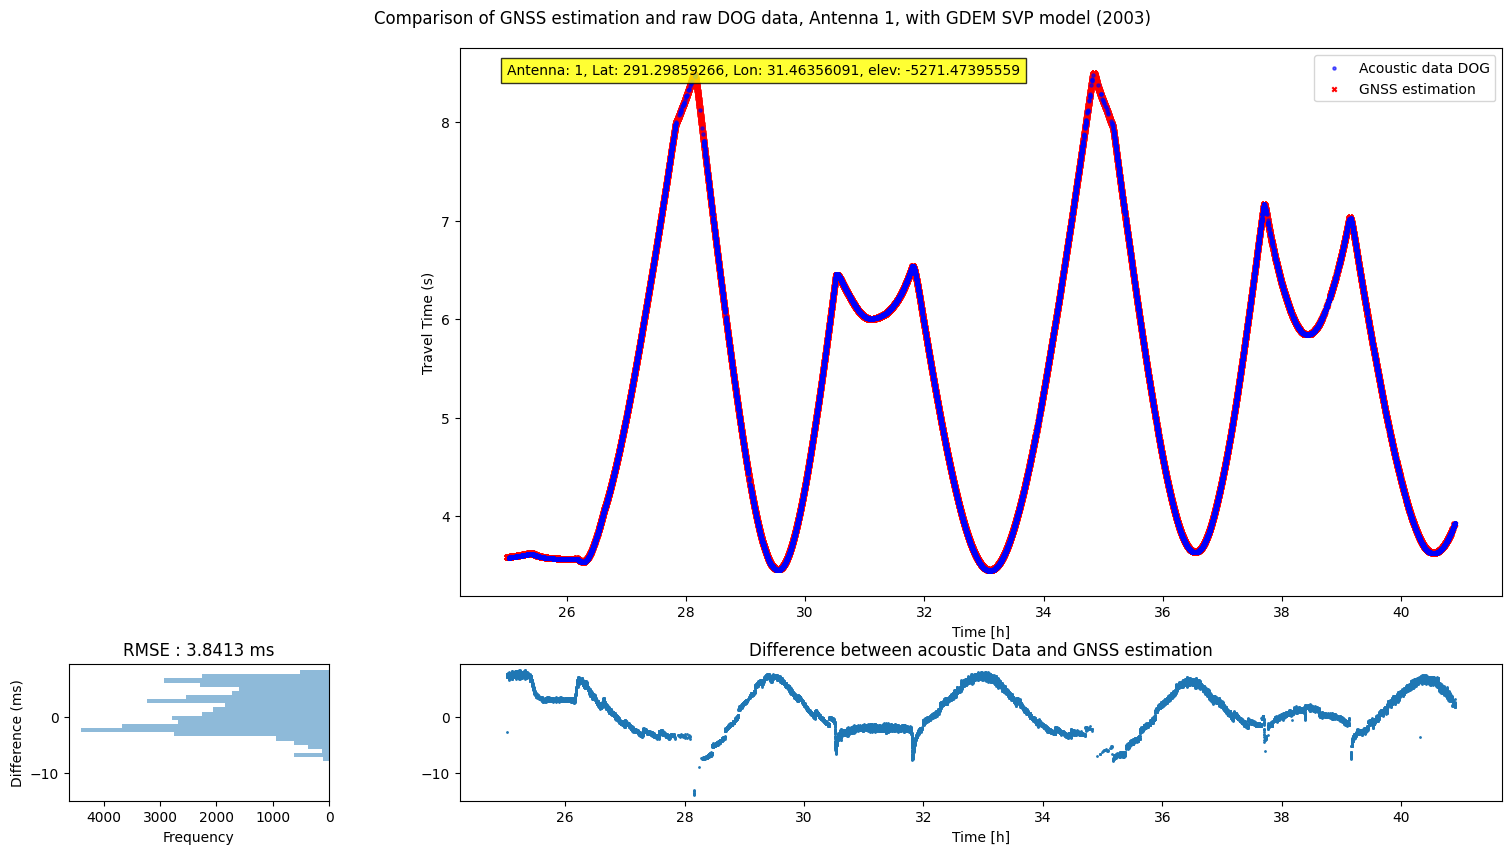 Comparison of GNSS estimation and raw DOG data, Antenna 1, with GDEM SVP model (2003)
Antenna: 1, Lat: 291.29859266, Lon: 31.46356091, elev: -5271.47395559
Acoustic data DOG
GNSS estimation
Travel Time (s)
8
7
6
5
4
26 28 30 32 34 36 38 40
Time [h]
RMSE : 3.8413 ms
Difference (ms)
0
−10
4000 3000 2000 1000 0
Frequency
Difference between acoustic Data and GNSS estimation
0
−10
26 28 30 32 34 36 38 40
Time [h]